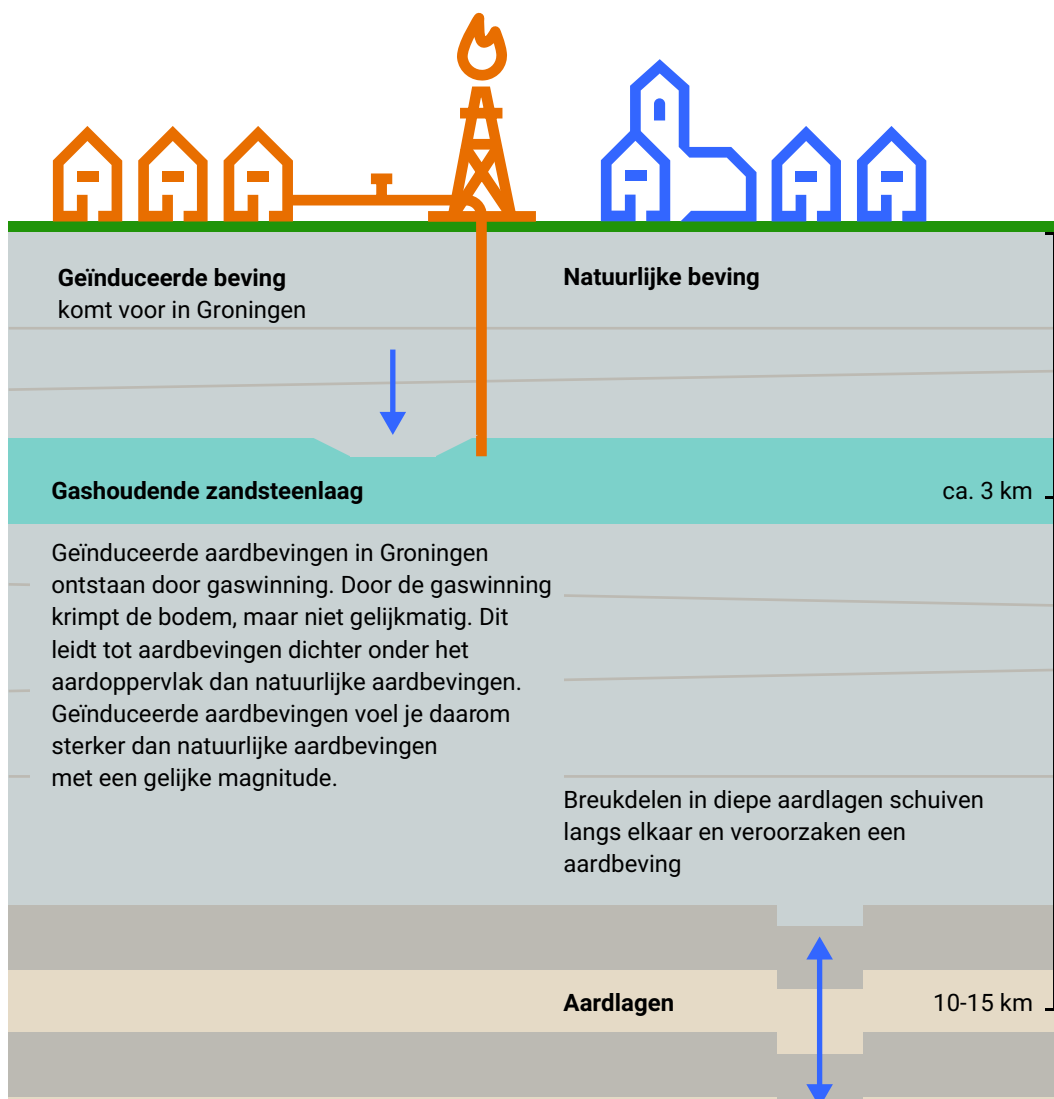 Geïnduceerde beving
komt voor in Groningen
Natuurlijke beving
Gashoudende zandsteenlaag
ca. 3 km
Geïnduceerde aardbevingen in Groningen
ontstaan door gaswinning. Door de gaswinning
krimpt de bodem, maar niet gelijkmatig. Dit
leidt tot aardbevingen dichter onder het
aardoppervlak dan natuurlijke aardbevingen.
Geïnduceerde aardbevingen voel je daarom
sterker dan natuurlijke aardbevingen
met een gelijke magnitude.
Breukdelen in diepe aardlagen schuiven
langs elkaar en veroorzaken een
aardbeving
Aardlagen
10-15 km